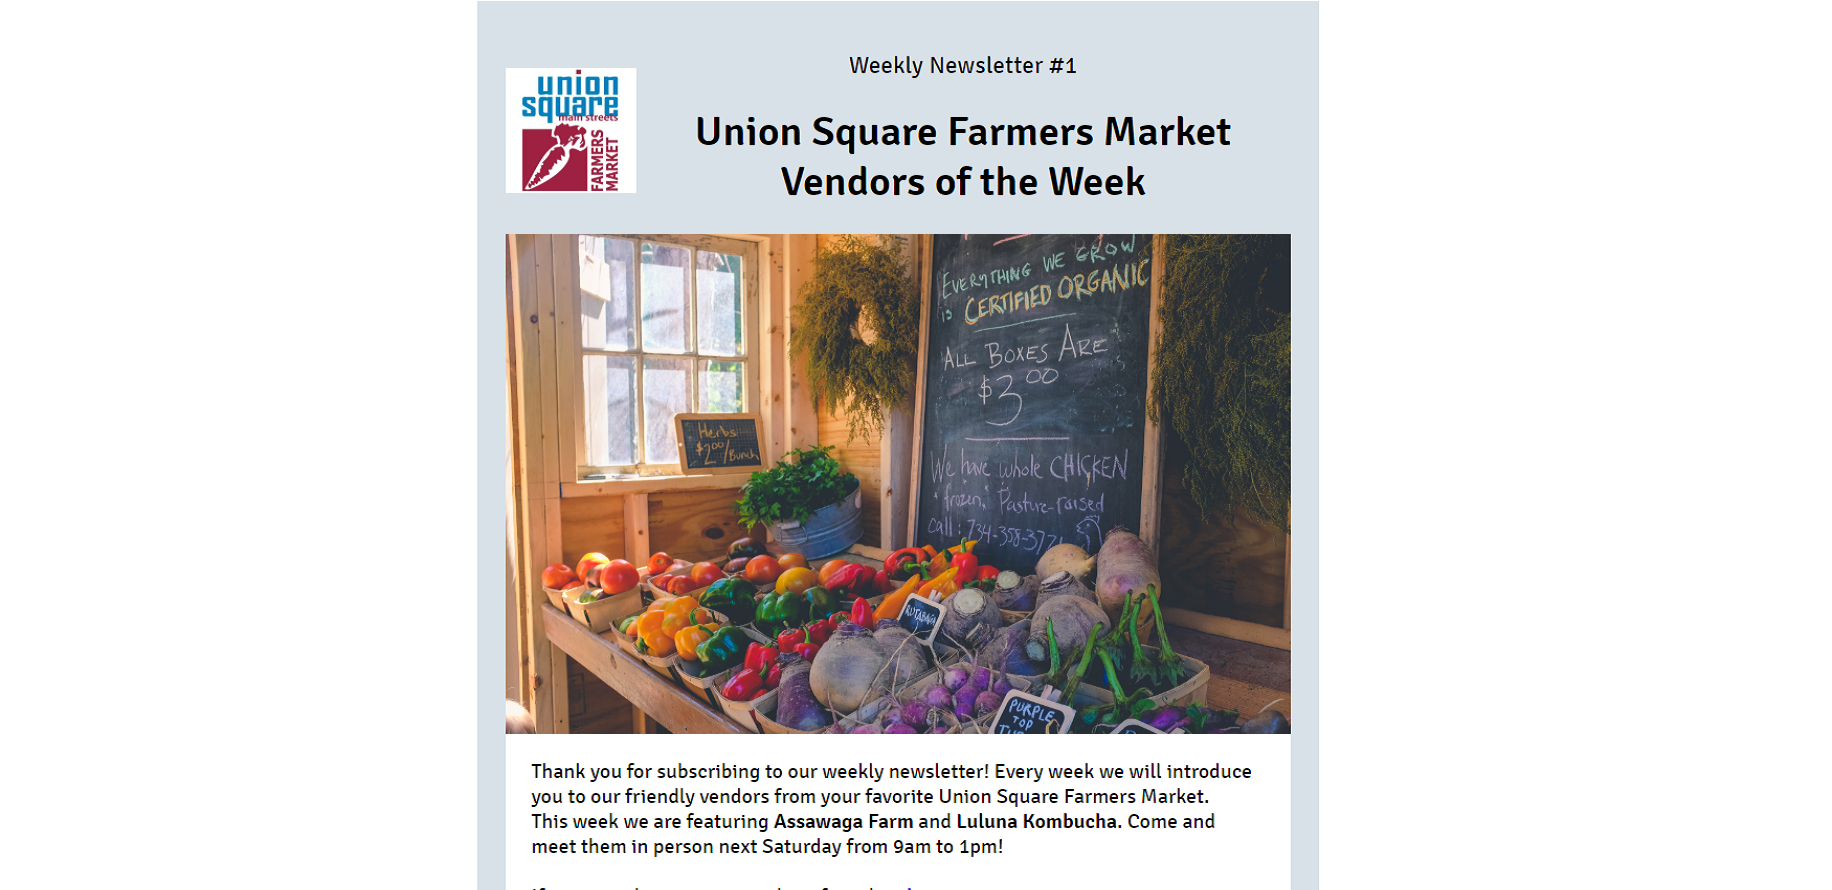 Weekly Newsletter #1
union
square
main streets
FARMERS
MARKET
Union Square Farmers Market
Vendors of the Week
EVERYTHING WE GROW
is CERTIFIED ORGANIC
ALL BOXES ARE
$3.00
We have whole CHICKEN
"frozen," Pasture-raised
call: 734-358-377
Herbs
$2.00/Bunch
RUTABAGA
PURPLE
TOP
Thank you for subscribing to our weekly newsletter! Every week we will introduce
you to our friendly vendors from your favorite Union Square Farmers Market.
This week we are featuring Assawaga Farm and Luluna Kombucha. Come and
meet them in person next Saturday from 9am to 1pm!